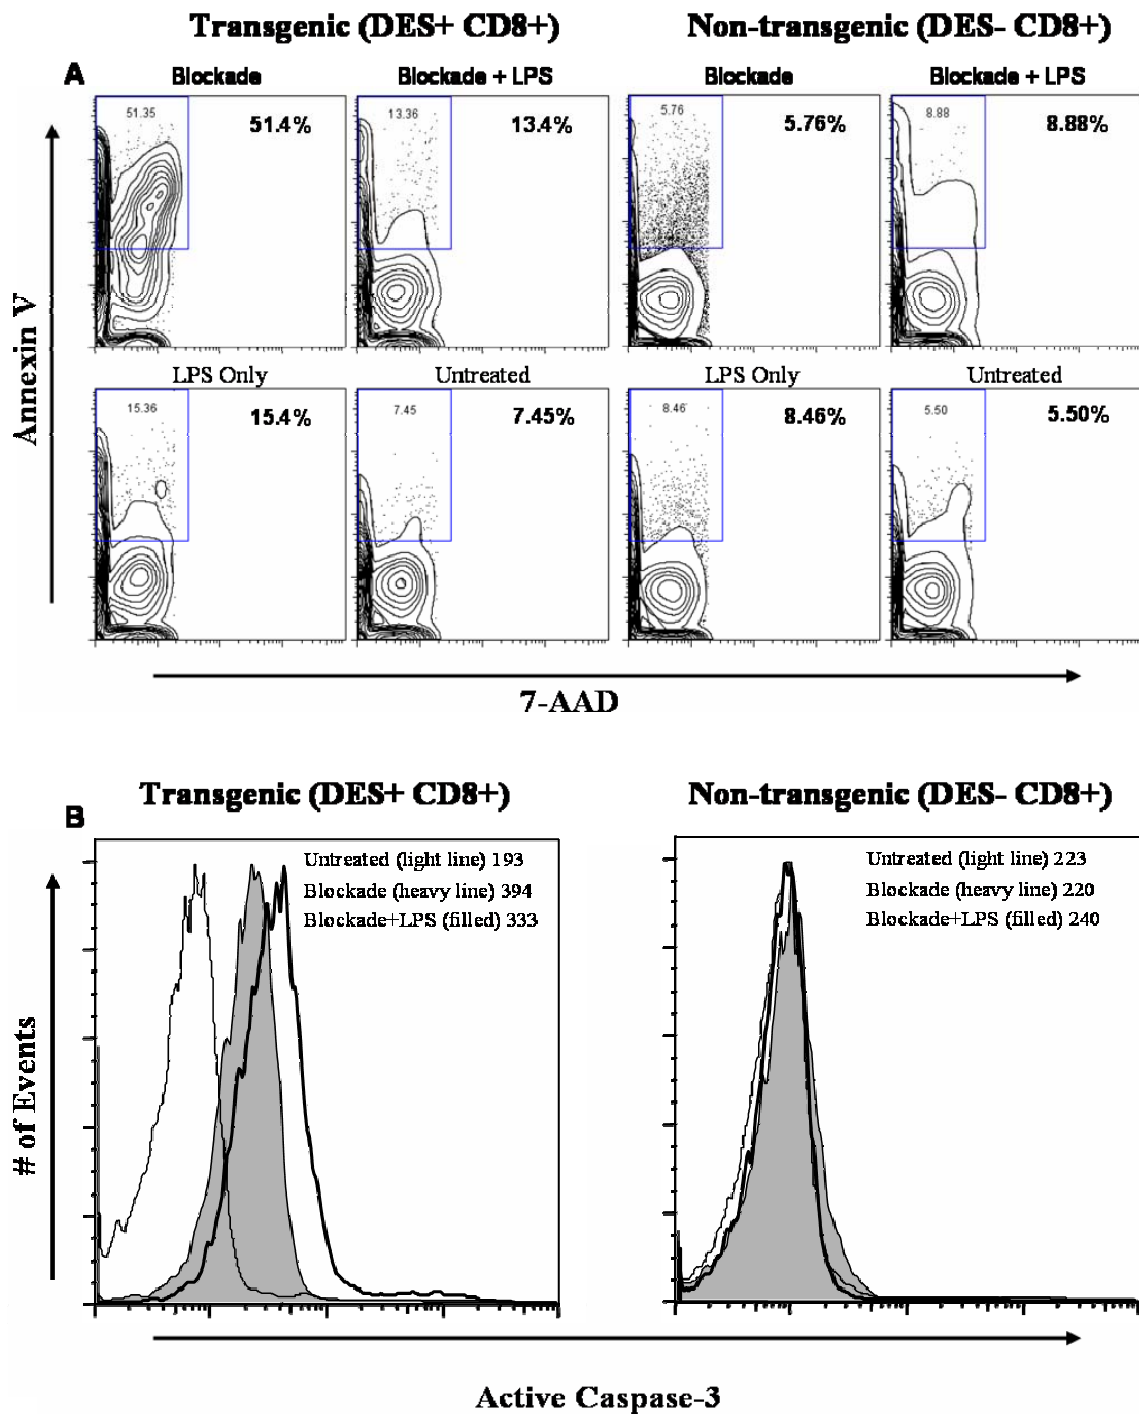 Transgenic (DES+ CD8+) Non-transgenic (DES- CD8+)
A
Blockade Blockade + LPS Blockade Blockade + LPS
51.35 51.4% 13.36 13.4% 5.76 5.76% 8.88 8.88%
LPS Only Untreated LPS Only Untreated
15.36 15.4% 7.45 7.45% 8.46 8.46% 5.50 5.50%
Annexin V
7-AAD
B
Transgenic (DES+ CD8+) Non-transgenic (DES- CD8+)
Untreated (light line) 193
Blockade (heavy line) 394
Blockade+LPS (filled) 333
Untreated (light line) 223
Blockade (heavy line) 220
Blockade+LPS (filled) 240
# of Events
Active Caspase-3